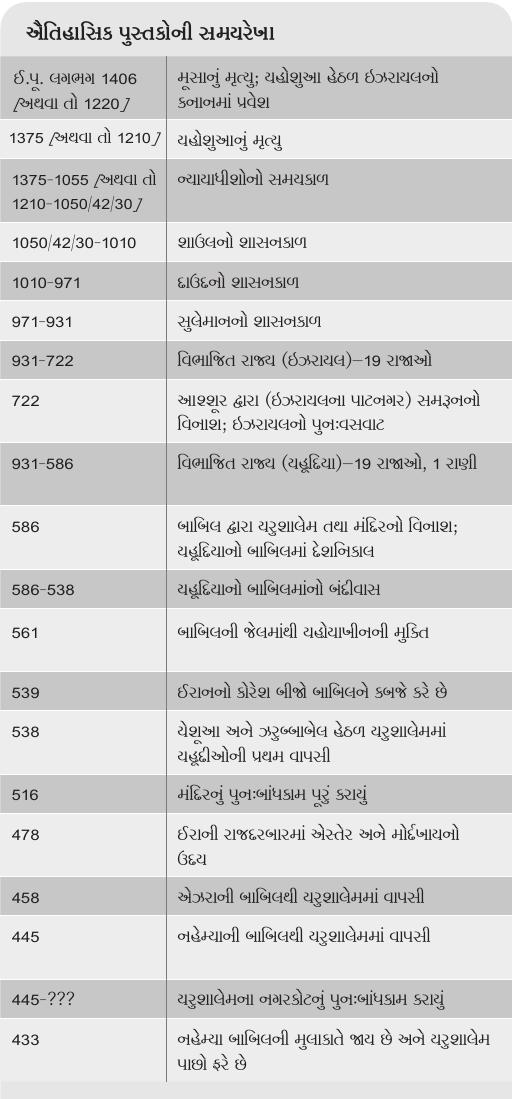 ઐતિહાસિક પુસ્તકોની સમયરેખા
ઈ.પૂ. લગભગ 1406
[અથવા તો 1220]
મૂસાનું મૃત્યુ; યહોશુઆ હેઠળ ઇઝરાયલનો
કનાનમાં પ્રવેશ
1375 [અથવા તો 1210]
યહોશુઆનું મૃત્યુ
1375-1055 [અથવા તો
1210-1050/42/30]
ન્યાયાધીશોનો સમયકાળ
1050/42/30-1010
શાઉલનો શાસનકાળ
1010-971
દાઉદનો શાસનકાળ
971-931
સુલેમાનનો શાસનકાળ
931-722
વિભાજિત રાજ્ય (ઇઝરાયલ)–19 રાજાઓ
722
આશ્શૂર દ્વારા (ઇઝરાયલના પાટનગર) સમરૂનનો
વિનાશ; ઇઝરાયલનો પુનઃવસવાટ
931-586
વિભાજિત રાજ્ય (યહૂદિયા)–19 રાજાઓ, 1 રાણી
586
બાબિલ દ્વારા યરુશાલેમ તથા મંદિરનો વિનાશ;
યહૂદિયાનો બાબિલમાં દેશનિકાલ
586-538
યહૂદિયાનો બાબિલમાંનો બંદીવાસ
561
બાબિલની જેલમાંથી યહોયાખીનની મુક્તિ
539
ઈરાનનો કોરેશ બીજો બાબિલને કબજે કરે છે
538
યેશૂઆ અને ઝરુબ્બાબેલ હેઠળ યરુશાલેમમાં
યહૂદીઓની પ્રથમ વાપસી
516
મંદિરનું પુનઃબાંધકામ પૂરું કરાયું
478
ઈરાની રાજદરબારમાં એસ્તેર અને મોર્દખાયનો
ઉદય
458
એઝરાની બાબિલથી યરુશાલેમમાં વાપસી
445
નહેમ્યાની બાબિલથી યરુશાલેમમાં વાપસી
445-???
યરુશાલેમના નગરકોટનું પુનઃબાંધકામ કરાયું
433
નહેમ્યા બાબિલની મુલાકાતે જાય છે અને યરુશાલેમ
પાછો ફરે છે